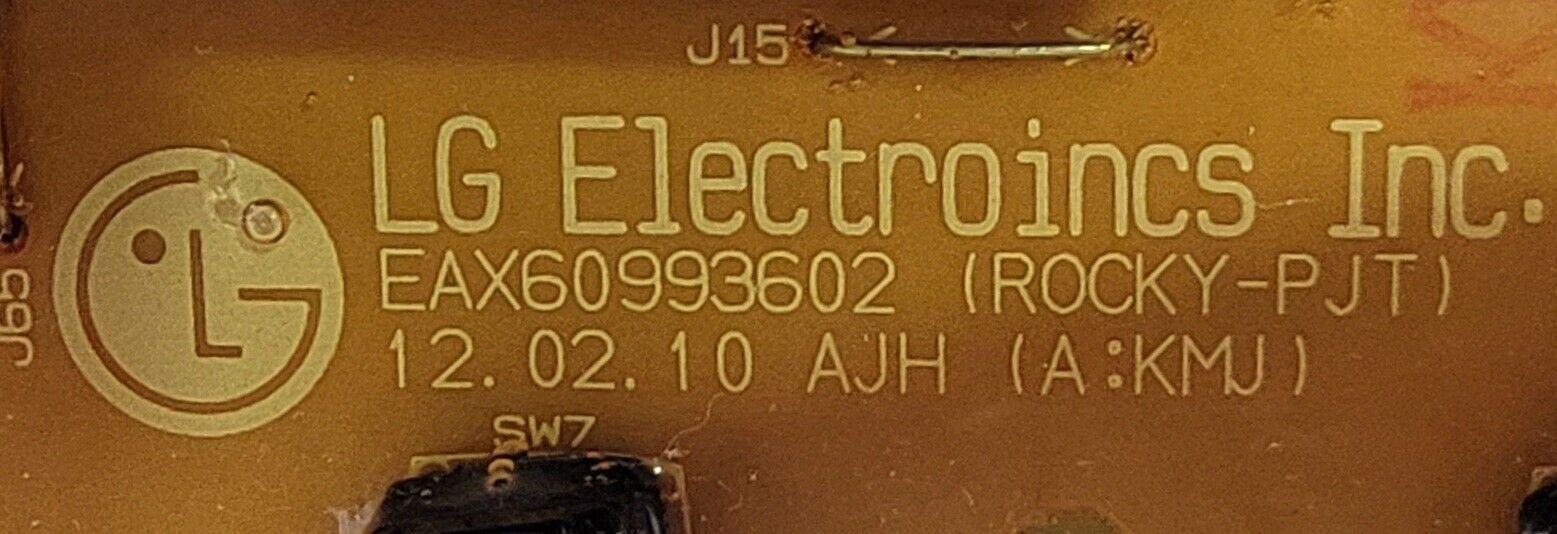 J15
LG Electroincs Inc.
EAX60993602 (ROCKY-PJT)
12.02.10 AJH (A:KMJ)
J65
SW7